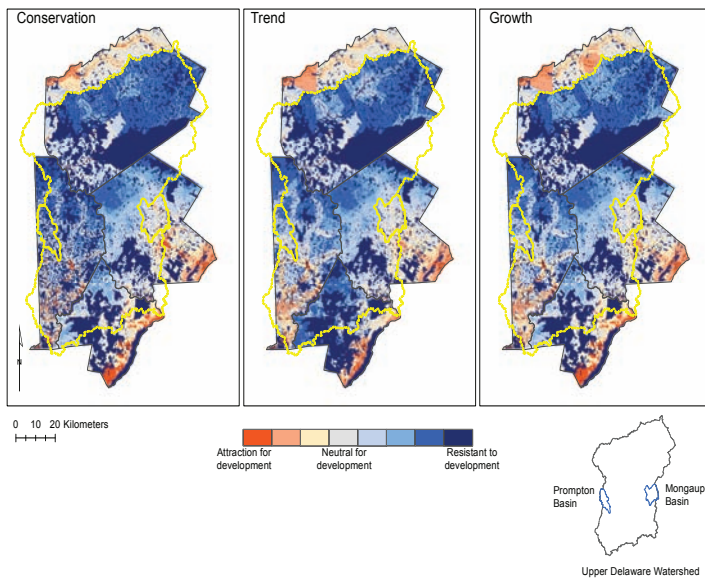 Conservation
Trend
Growth
N
0 10 20 Kilometers
Attraction for
development
Neutral for
development
Resistant to
development
Prompton
Basin
Mongaup
Basin
Upper Delaware Watershed